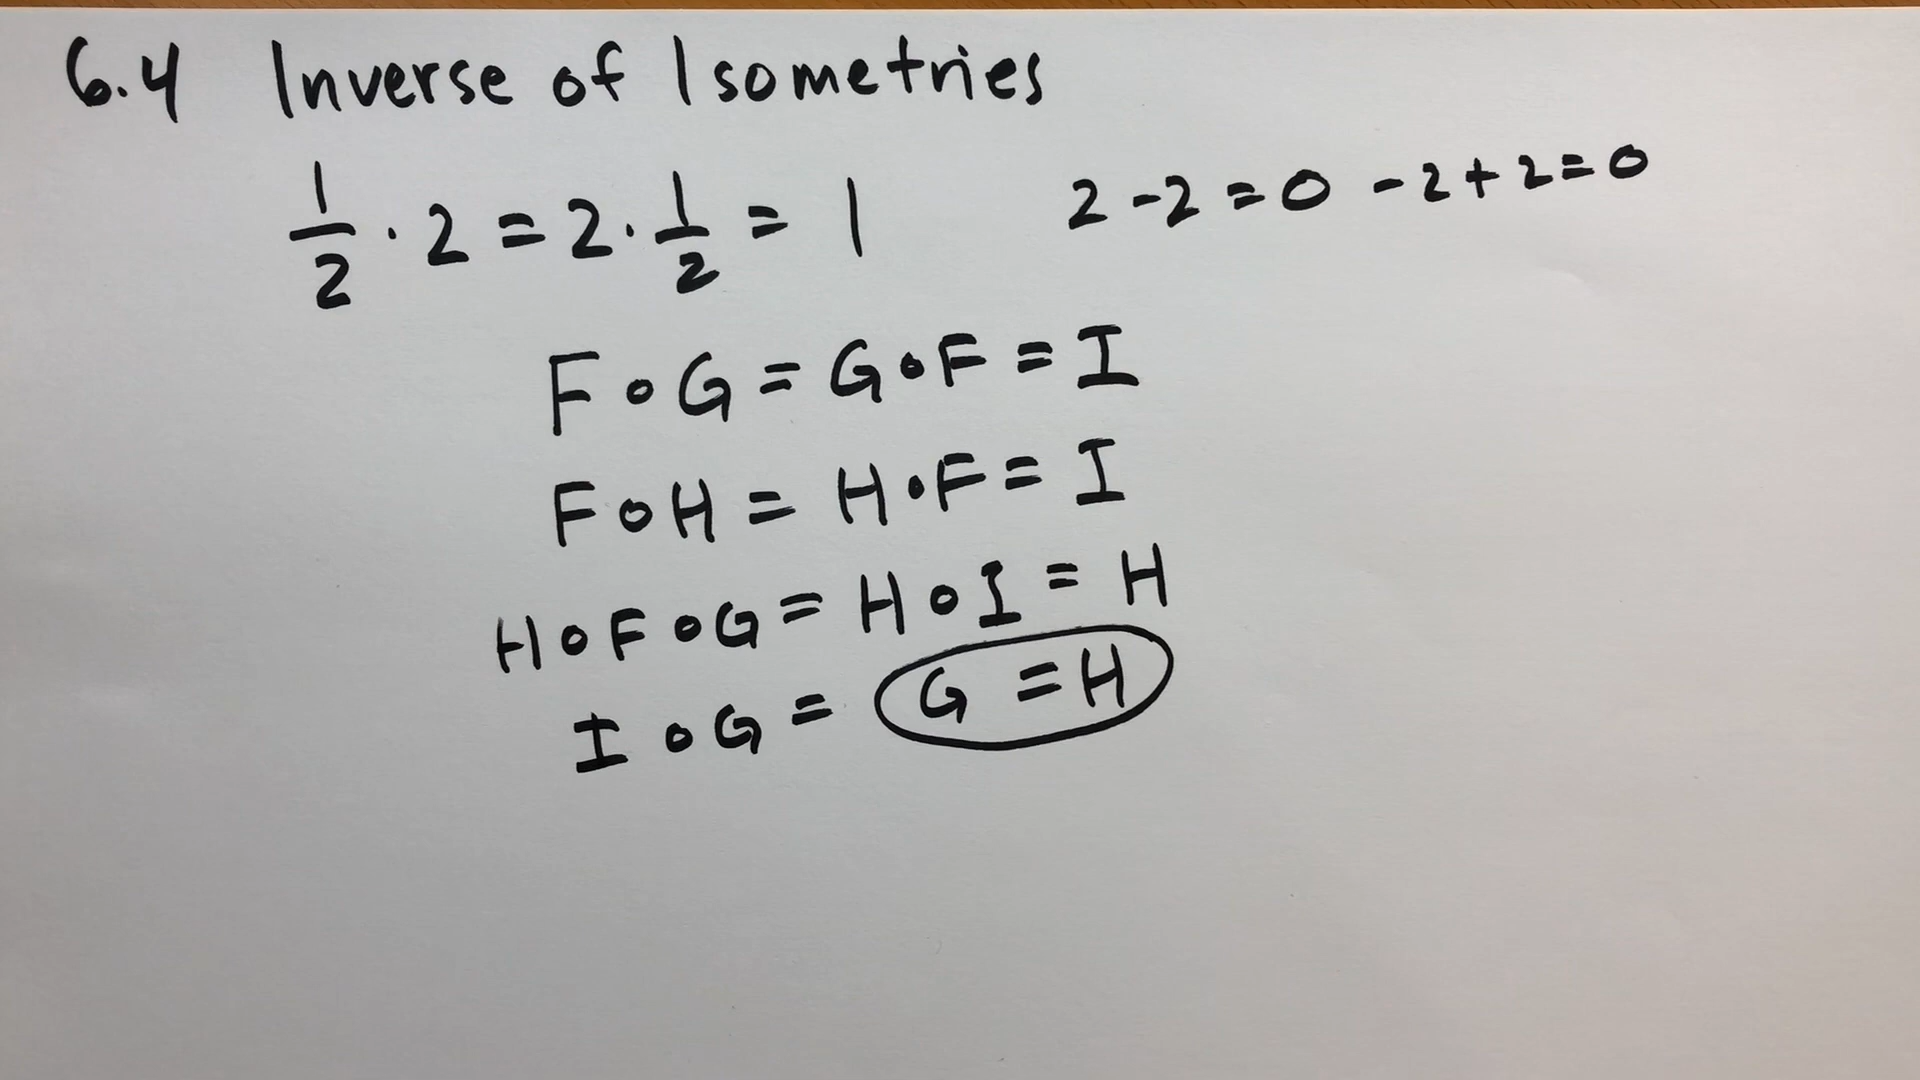 6.4 Inverse of Isometries
1/2 · 2 = 2 · 1/2 = 1 2 - 2 = 0 - 2 + 2 = 0
F ∘ G = G ∘ F = I
F ∘ H = H ∘ F = I
H ∘ F ∘ G = H ∘ I = H
I ∘ G = G = H